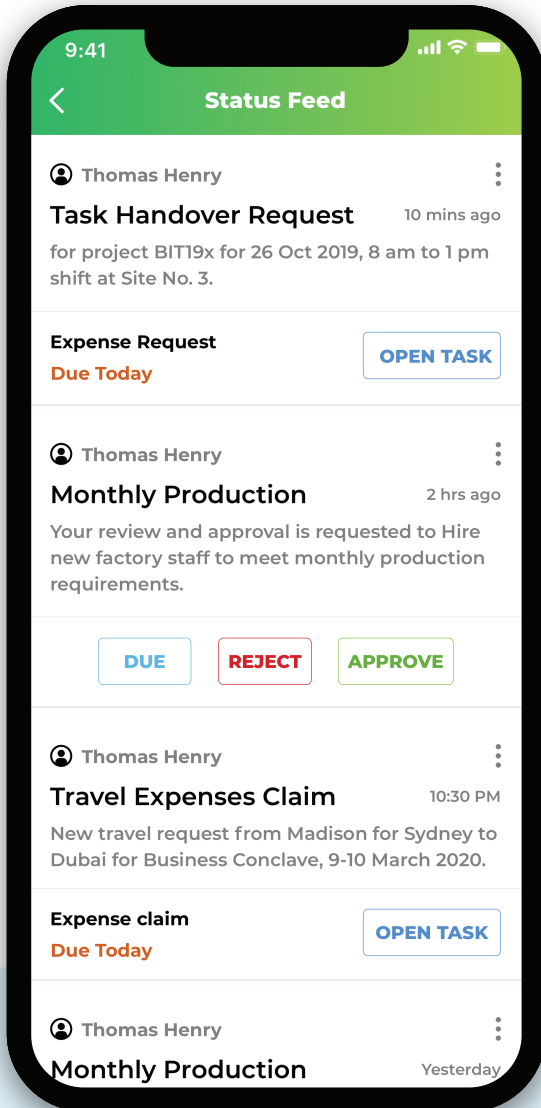 9:41
Status Feed
Thomas Henry
Task Handover Request 10 mins ago
for project BIT19x for 26 Oct 2019, 8 am to 1 pm
shift at Site No. 3.
Expense Request
Due Today
OPEN TASK
Thomas Henry
Monthly Production 2 hrs ago
Your review and approval is requested to Hire
new factory staff to meet monthly production
requirements.
DUE REJECT APPROVE
Thomas Henry
Travel Expenses Claim 10:30 PM
New travel request from Madison for Sydney to
Dubai for Business Conclave, 9-10 March 2020.
Expense claim
Due Today
OPEN TASK
Thomas Henry
Monthly Production Yesterday